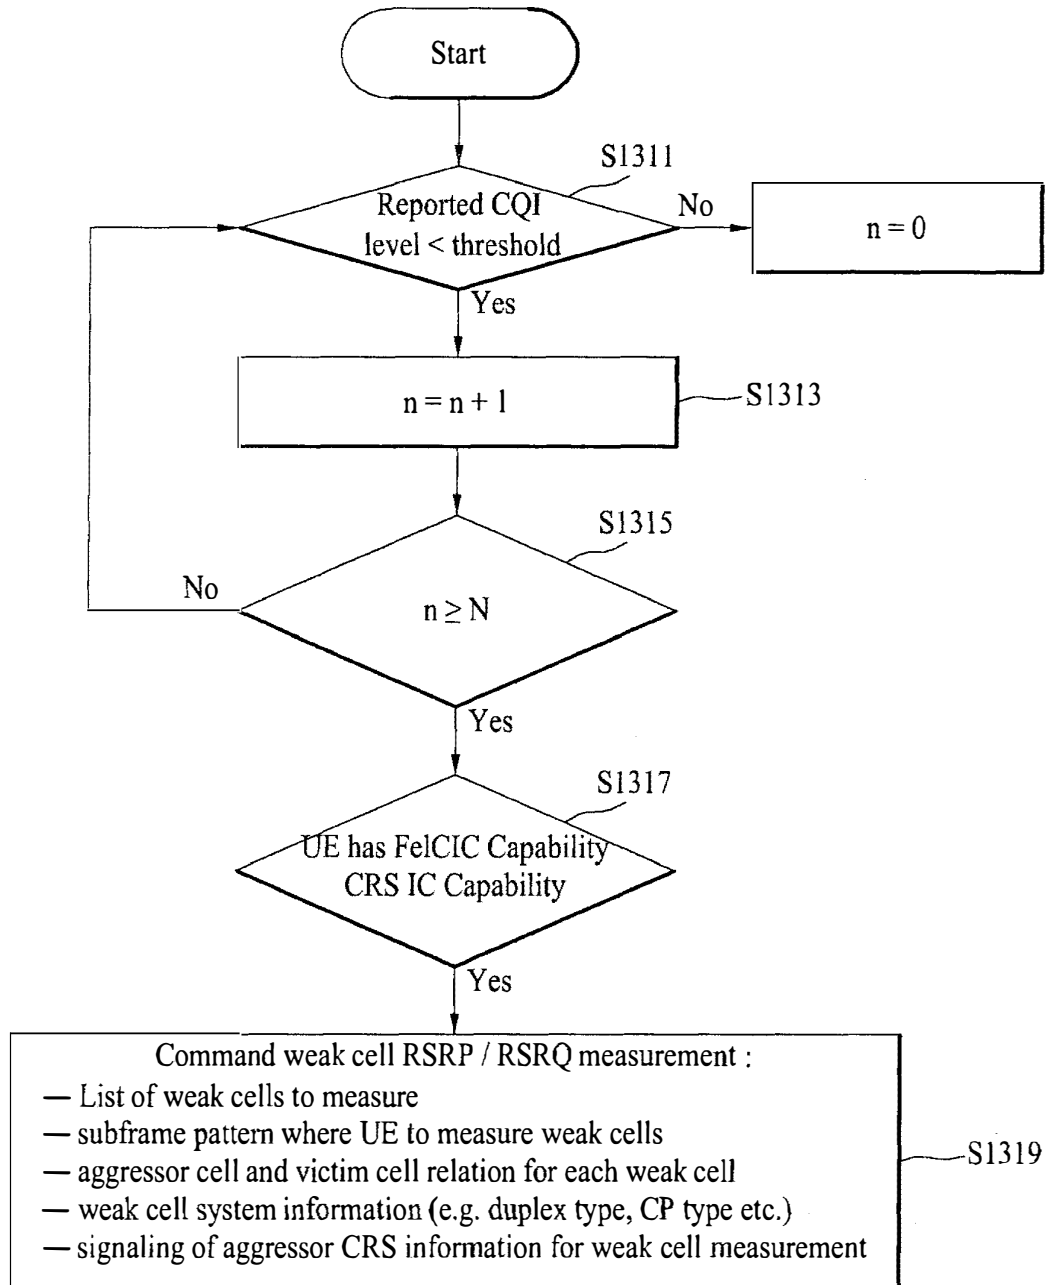 Start
S1311
Reported CQI
level < threshold
No
n = 0
Yes
n = n + 1
S1313
S1315
No
n ≥ N
Yes
S1317
UE has FelCIC Capability
CRS IC Capability
Yes
Command weak cell RSRP / RSRQ measurement :
— List of weak cells to measure
— subframe pattern where UE to measure weak cells
— aggressor cell and victim cell relation for each weak cell
— weak cell system information (e.g. duplex type, CP type etc.)
— signaling of aggressor CRS information for weak cell measurement
S1319